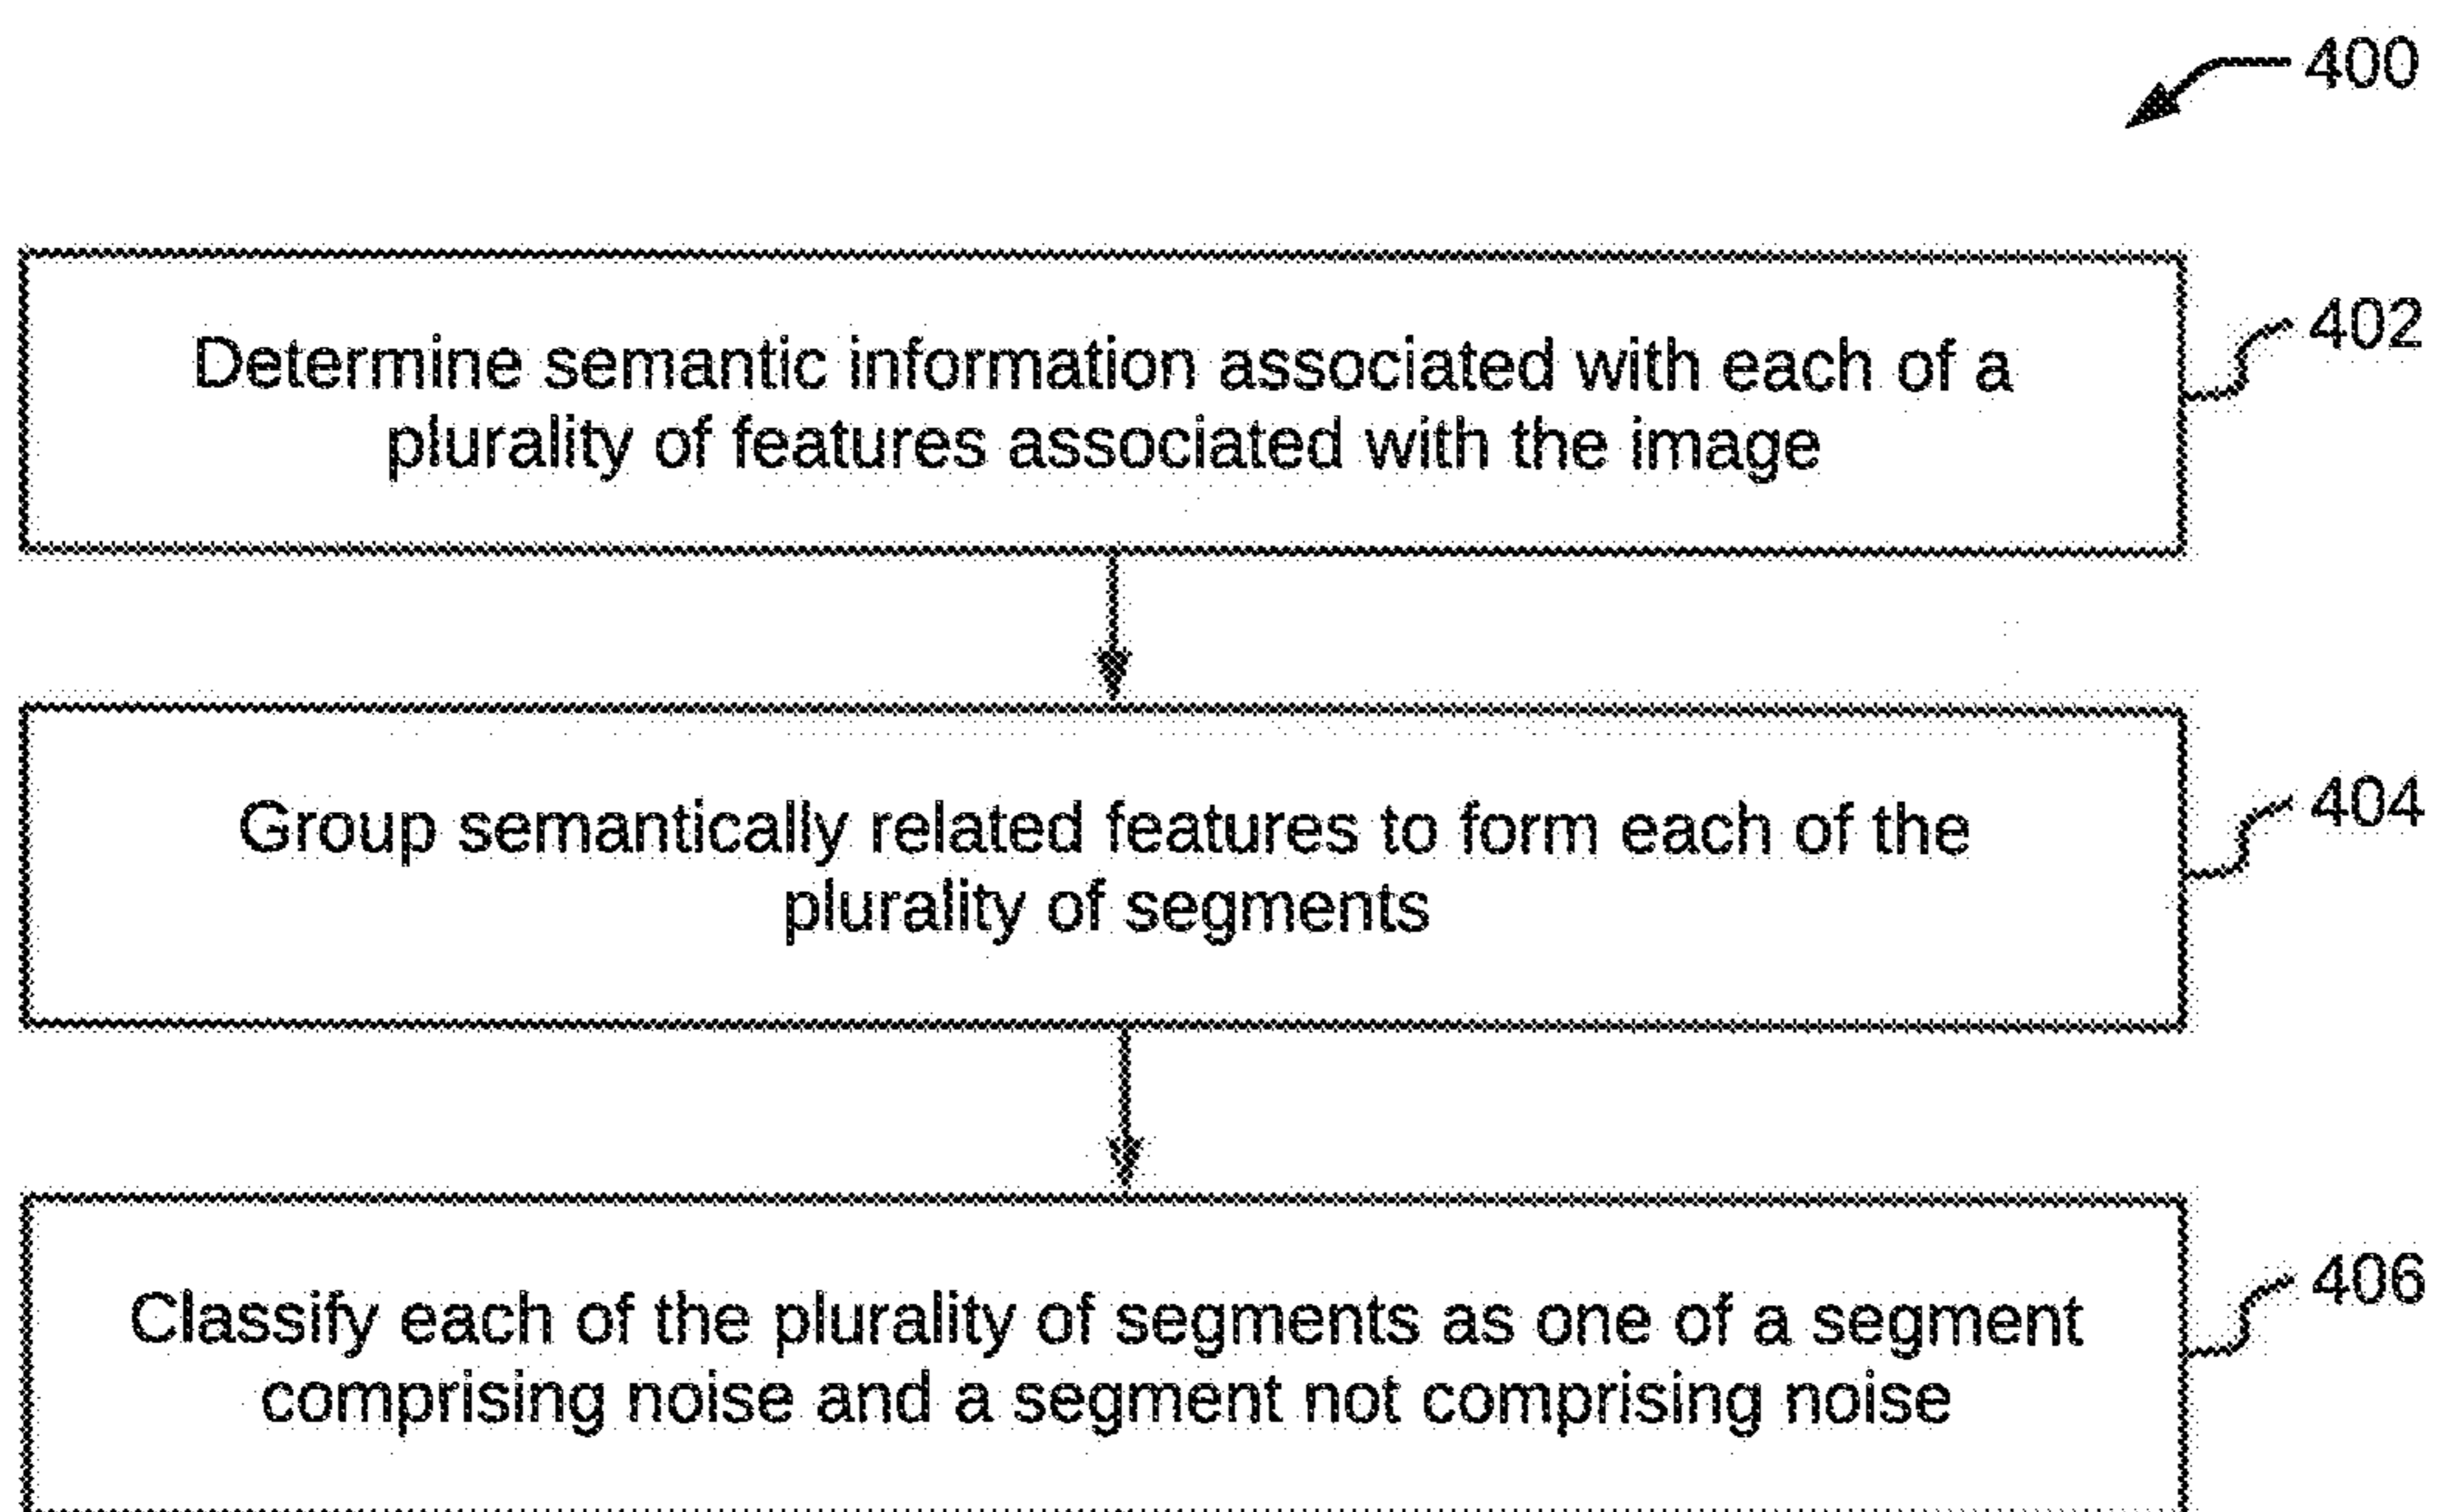 400
Determine semantic information associated with each of a
plurality of features associated with the image
402
Group semantically related features to form each of the
plurality of segments
404
Classify each of the plurality of segments as one of a segment
comprising noise and a segment not comprising noise
406